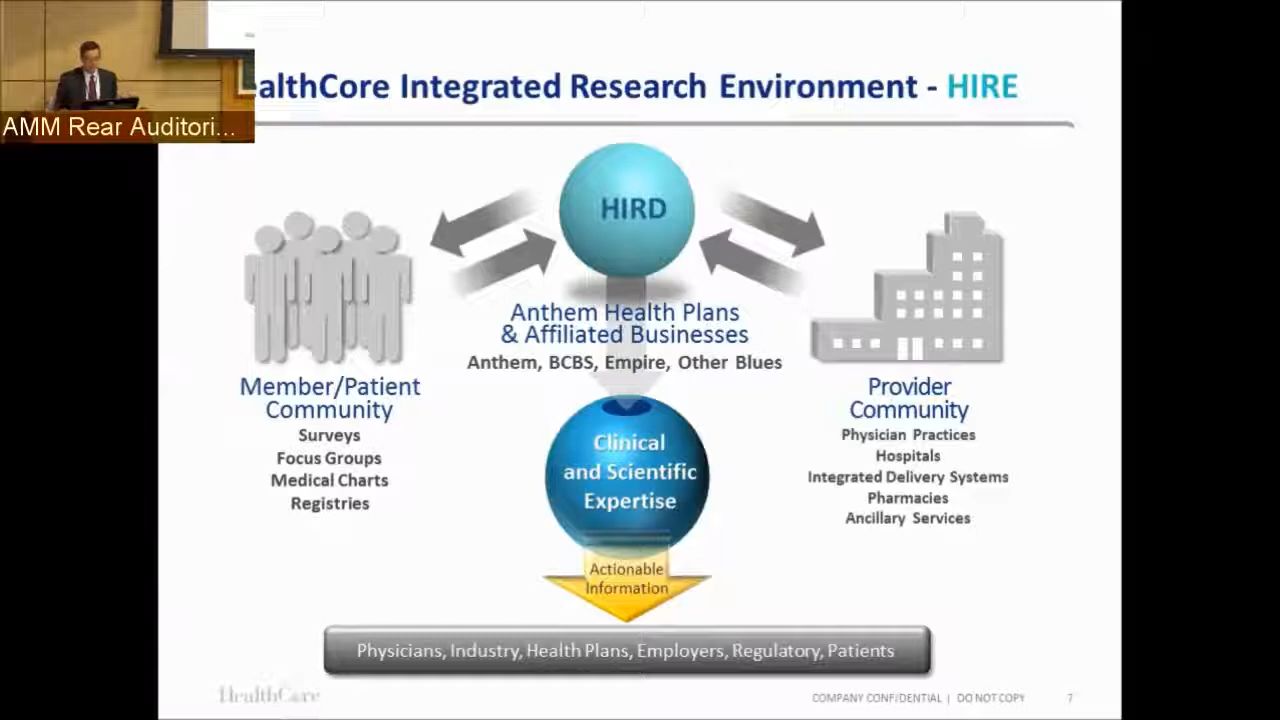 AMM Rear Auditori...
ealthCore Integrated Research Environment - HIRE
HIRD
Anthem Health Plans
& Affiliated Businesses
Anthem, BCBS, Empire, Other Blues
Member/Patient
Community
Surveys
Focus Groups
Medical Charts
Registries
Provider
Community
Physician Practices
Hospitals
Integrated Delivery Systems
Pharmacies
Ancillary Services
Clinical
and Scientific
Expertise
Actionable
Information
Physicians, Industry, Health Plans, Employers, Regulatory, Patients
HealthCore
COMPANY CONFIDENTIAL | DO NOT COPY
7